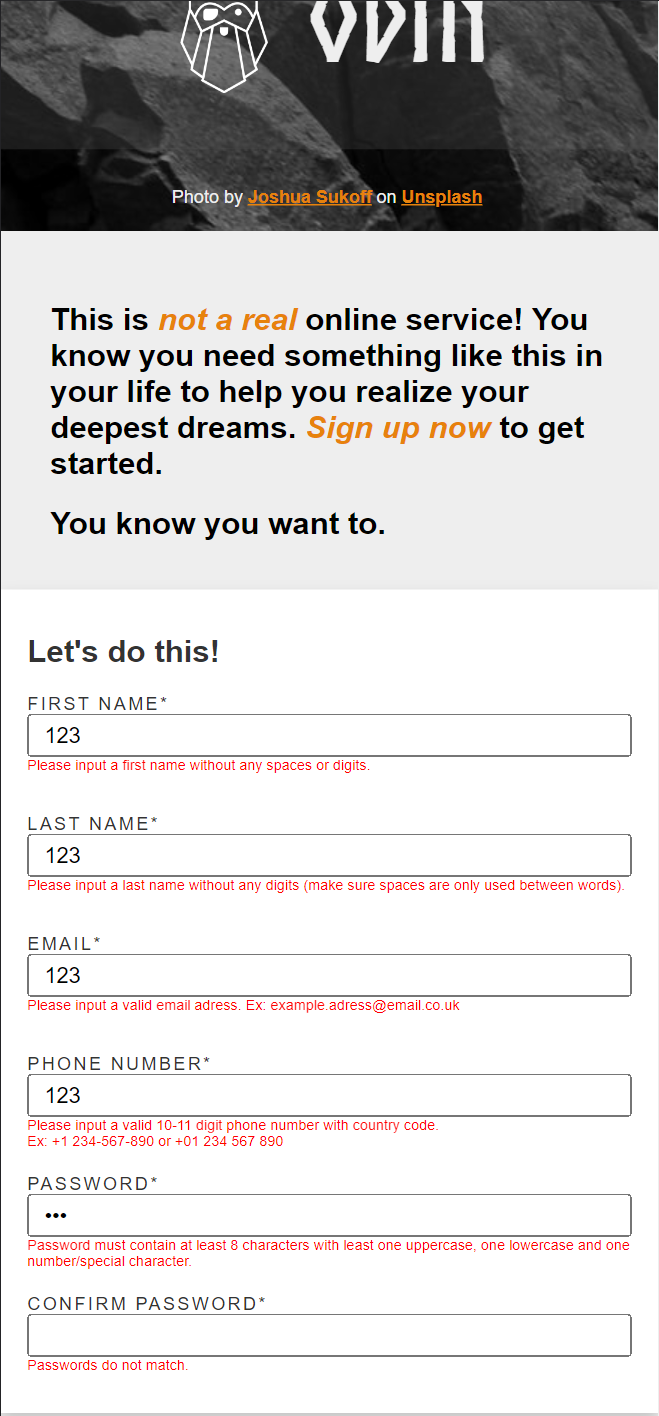 ODIN
Photo by Joshua Sukoff on Unsplash
This is not a real online service! You
know you need something like this in
your life to help you realize your
deepest dreams. Sign up now to get
started.
You know you want to.
Let's do this!
FIRST NAME*
123
Please input a first name without any spaces or digits.
LAST NAME*
123
Please input a last name without any digits (make sure spaces are only used between words).
EMAIL*
123
Please input a valid email adress. Ex: example.adress@email.co.uk
PHONE NUMBER*
123
Please input a valid 10-11 digit phone number with country code.
Ex: +1 234-567-890 or +01 234 567 890
PASSWORD*
•••
Password must contain at least 8 characters with least one uppercase, one lowercase and one
number/special character.
CONFIRM PASSWORD*
Passwords do not match.